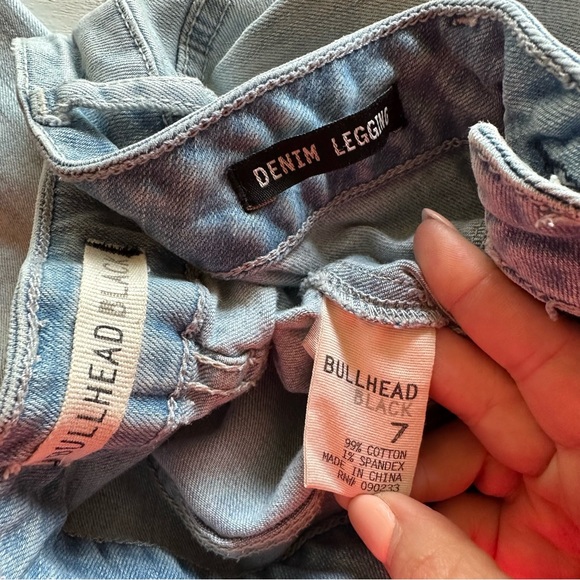 DENIM LEGGING
BULLHEAD BLACK
BULLHEAD
BLACK
7
99% COTTON
1% SPANDEX
MADE IN CHINA
RN# 090233